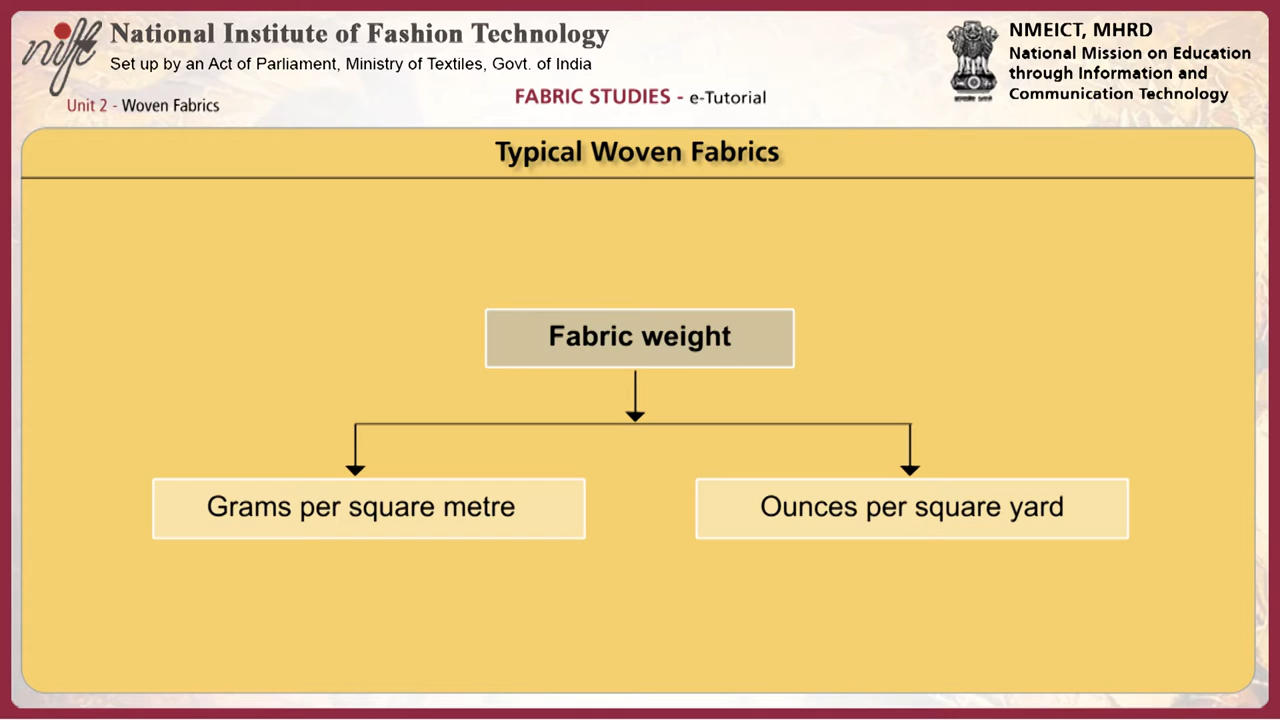 nift
National Institute of Fashion Technology
Set up by an Act of Parliament, Ministry of Textiles, Govt. of India
Unit 2 - Woven Fabrics
FABRIC STUDIES - e-Tutorial
NMEICT, MHRD
National Mission on Education
through Information and
Communication Technology
Typical Woven Fabrics
Fabric weight
Grams per square metre
Ounces per square yard